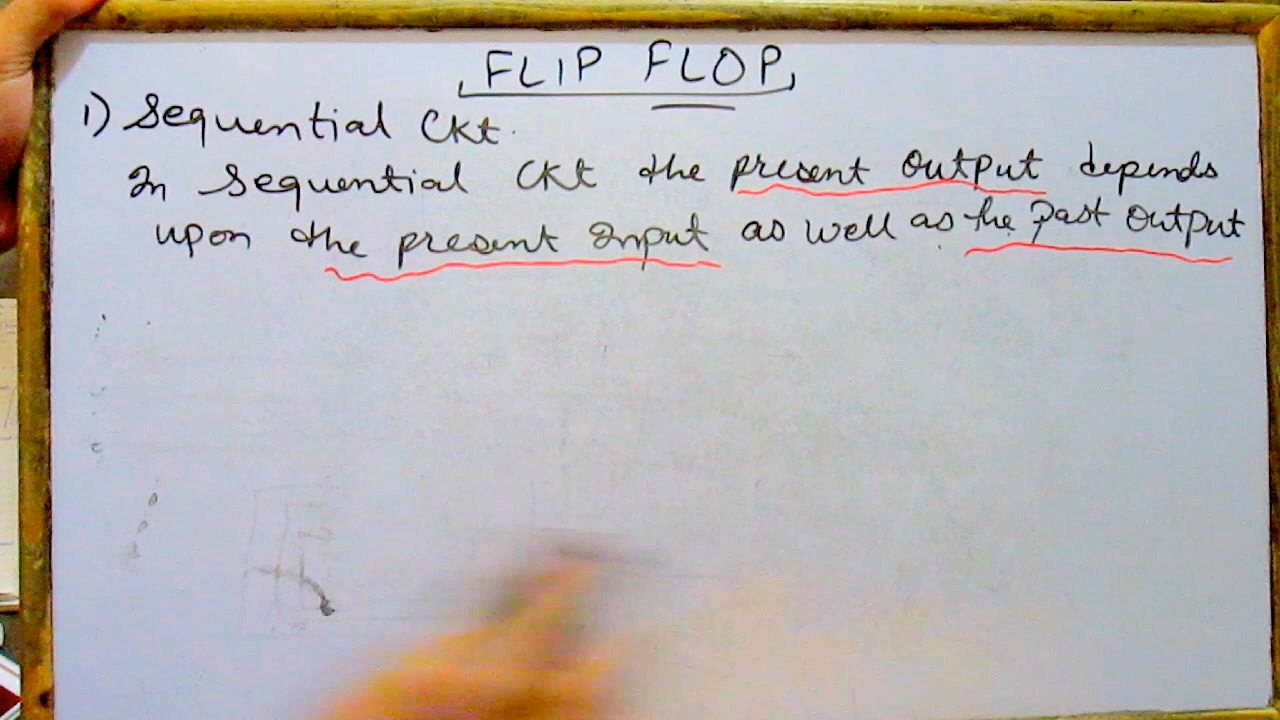 FLIP FLOP
1) Sequential Ckt.
In Sequential CKt the present output depends
upon the present Input as well as the Past Output